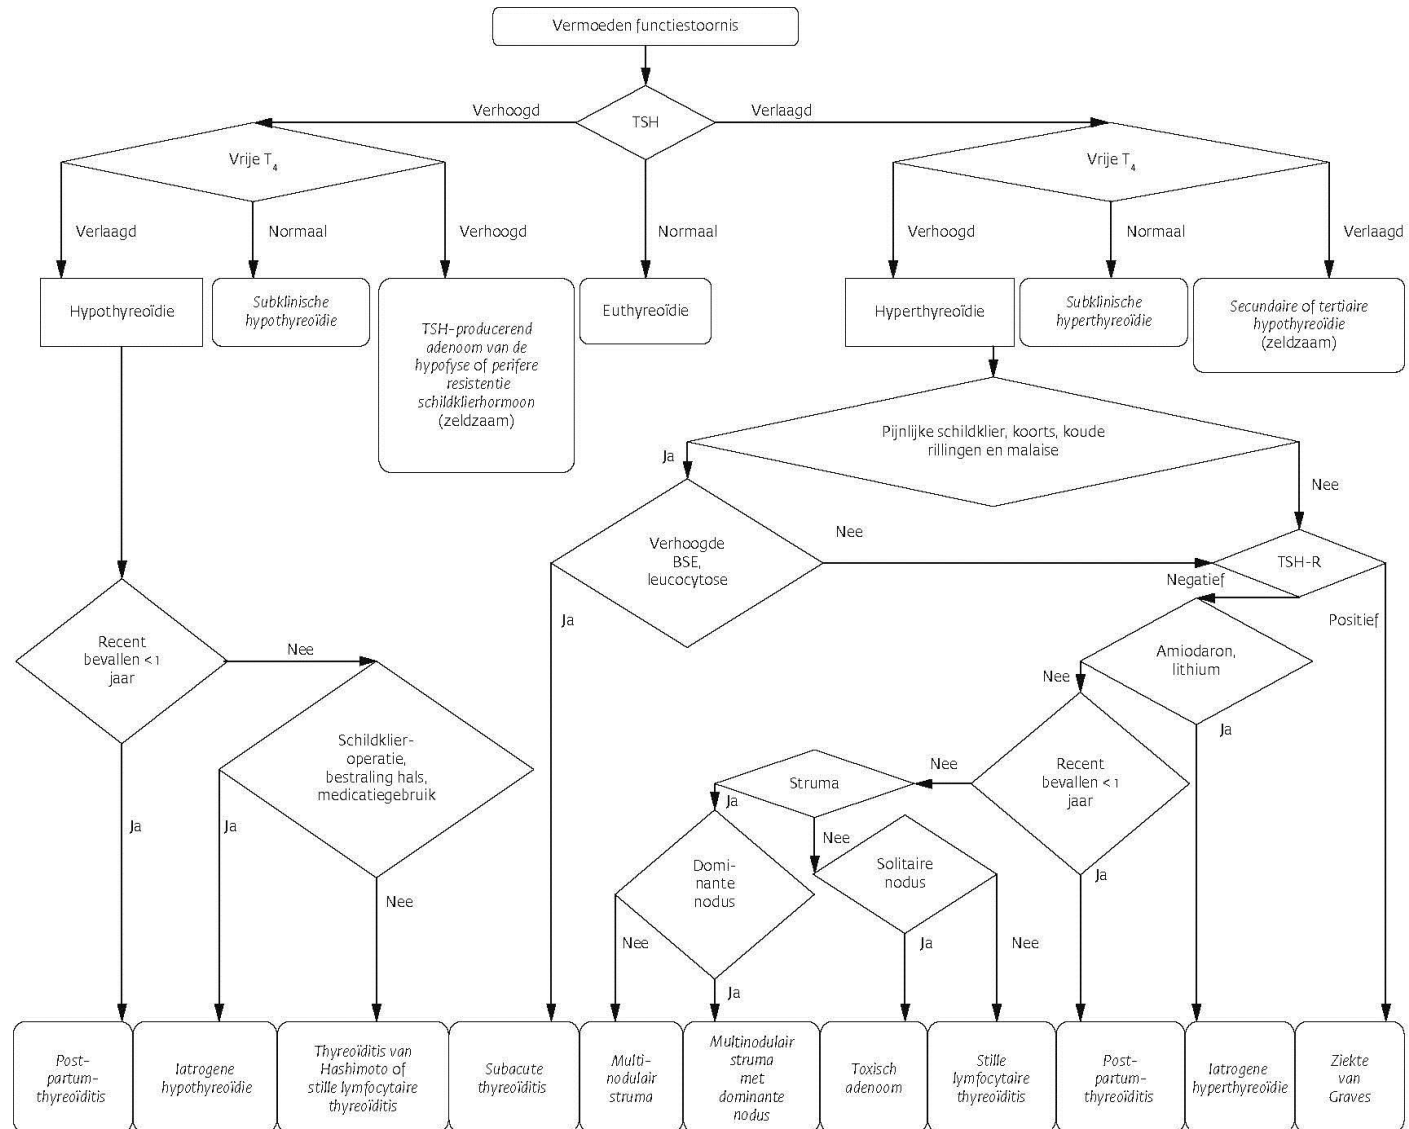 Vermoeden functiestoornis
Verhoogd
TSH
Verlaagd
Vrije T4
Vrije T4
Verlaagd
Normaal
Verhoogd
Normaal
Verhoogd
Normaal
Verlaagd
Hypothyreoïdie
Subklinische
hypothyreoïdie
TSH-producerend
adenoom van de
hypofyse of perifere
resistentie
schildklierhormoon
(zeldzaam)
Euthyreoïdie
Hyperthyreoïdie
Subklinische
hyperthyreoïdie
Secundaire of tertiaire
hypothyreoïdie
(zeldzaam)
Pijnlijke schildklier, koorts, koude
rillingen en malaise
Ja
Nee
Verhoogde
BSE,
leucocytose
Nee
TSH-R
Negatief
Ja
Positief
Recent
bevallen < 1
jaar
Nee
Amiodaron,
lithium
Nee
Ja
Schildklier-
operatie,
bestraling hals,
medicatiegebruik
Recent
bevallen < 1
jaar
Nee
Struma
Ja
Nee
Ja
Ja
Domi-
nante
nodus
Solitaire
nodus
Ja
Nee
Nee
Ja
Nee
Ja
Post-
partum-
thyreoïditis
Iatrogene
hypothyreoïdie
Thyreoïditis van
Hashimoto of
stille lymfocytaire
thyreoïditis
Subacute
thyreoïditis
Multi-
nodulair
struma
Multinodulair
struma
met
dominante
nodus
Toxisch
adenoom
Stille
lymfocytaire
thyreoïditis
Post-
partum-
thyreoïditis
Iatrogene
hyperthyreoïdie
Ziekte
van
Graves